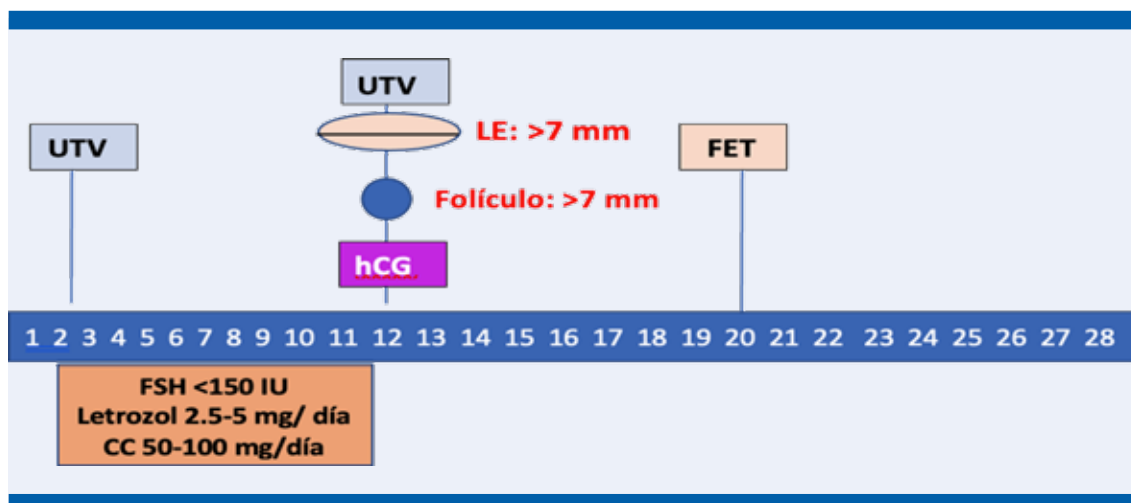 UTV
LE: >7 mm
UTV
FET
Folículo: >7 mm
hCG
1 2 3 4 5 6 7 8 9 10 11 12 13 14 15 16 17 18 19 20 21 22 23 24 25 26 27 28
FSH <150 IU
Letrozol 2.5-5 mg/ día
CC 50-100 mg/día